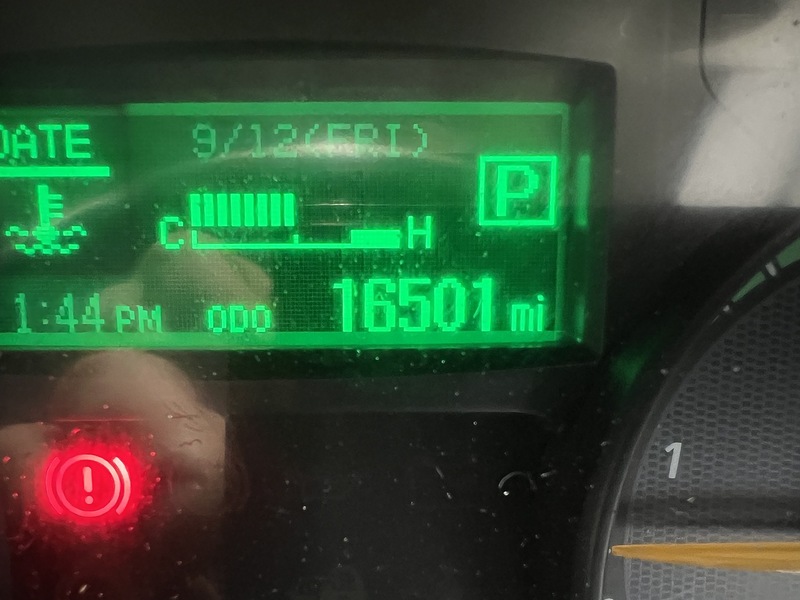 DATE 9/12(FRI)
P
C H
1:44 PM ODO 16501 mi
!
1